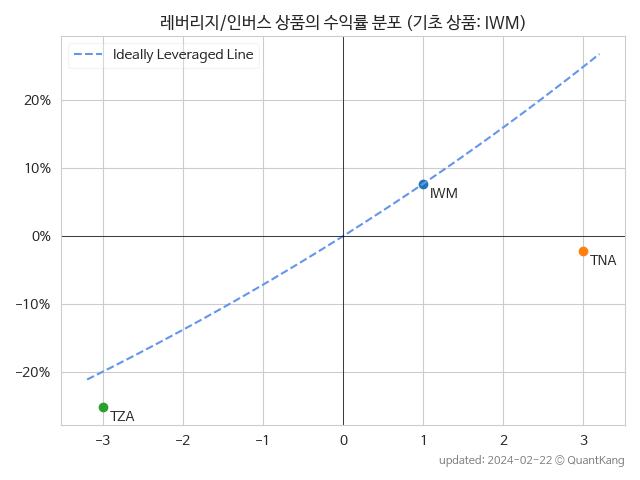 레버리지/인버스 상품의 수익률 분포 (기초 상품: IWM)
Ideally Leveraged Line
20%
10%
IWM
0%
TNA
−10%
−20%
TZA
−3 −2 −1 0 1 2 3
updated: 2024-02-22 © QuantKang